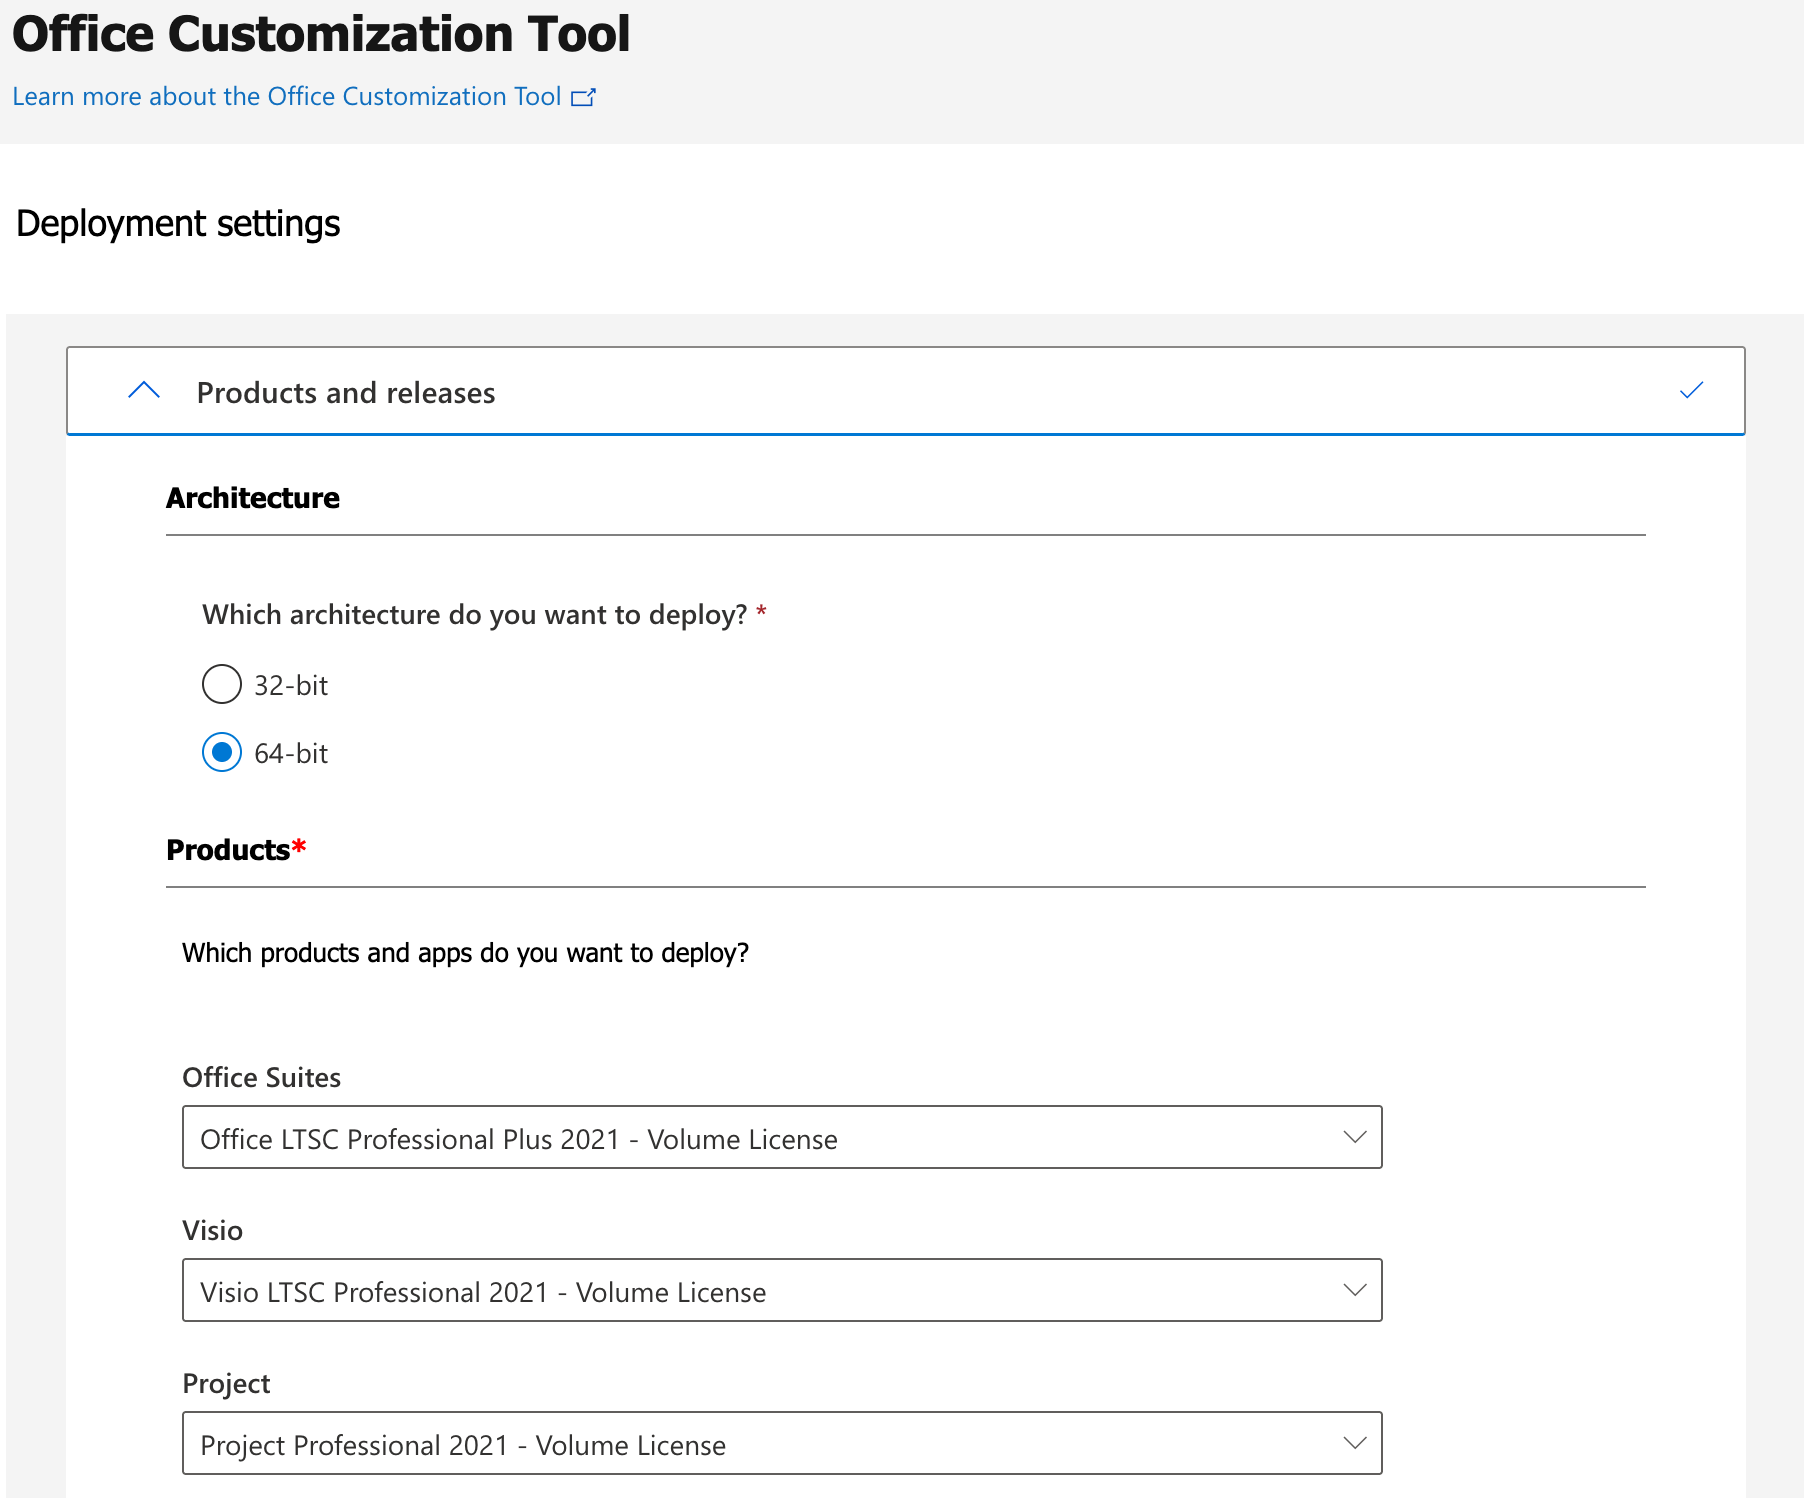 Office Customization Tool
Learn more about the Office Customization Tool
Deployment settings
Products and releases
Architecture
Which architecture do you want to deploy? *
32-bit
64-bit
Products*
Which products and apps do you want to deploy?
Office Suites
Office LTSC Professional Plus 2021 - Volume License
Visio
Visio LTSC Professional 2021 - Volume License
Project
Project Professional 2021 - Volume License